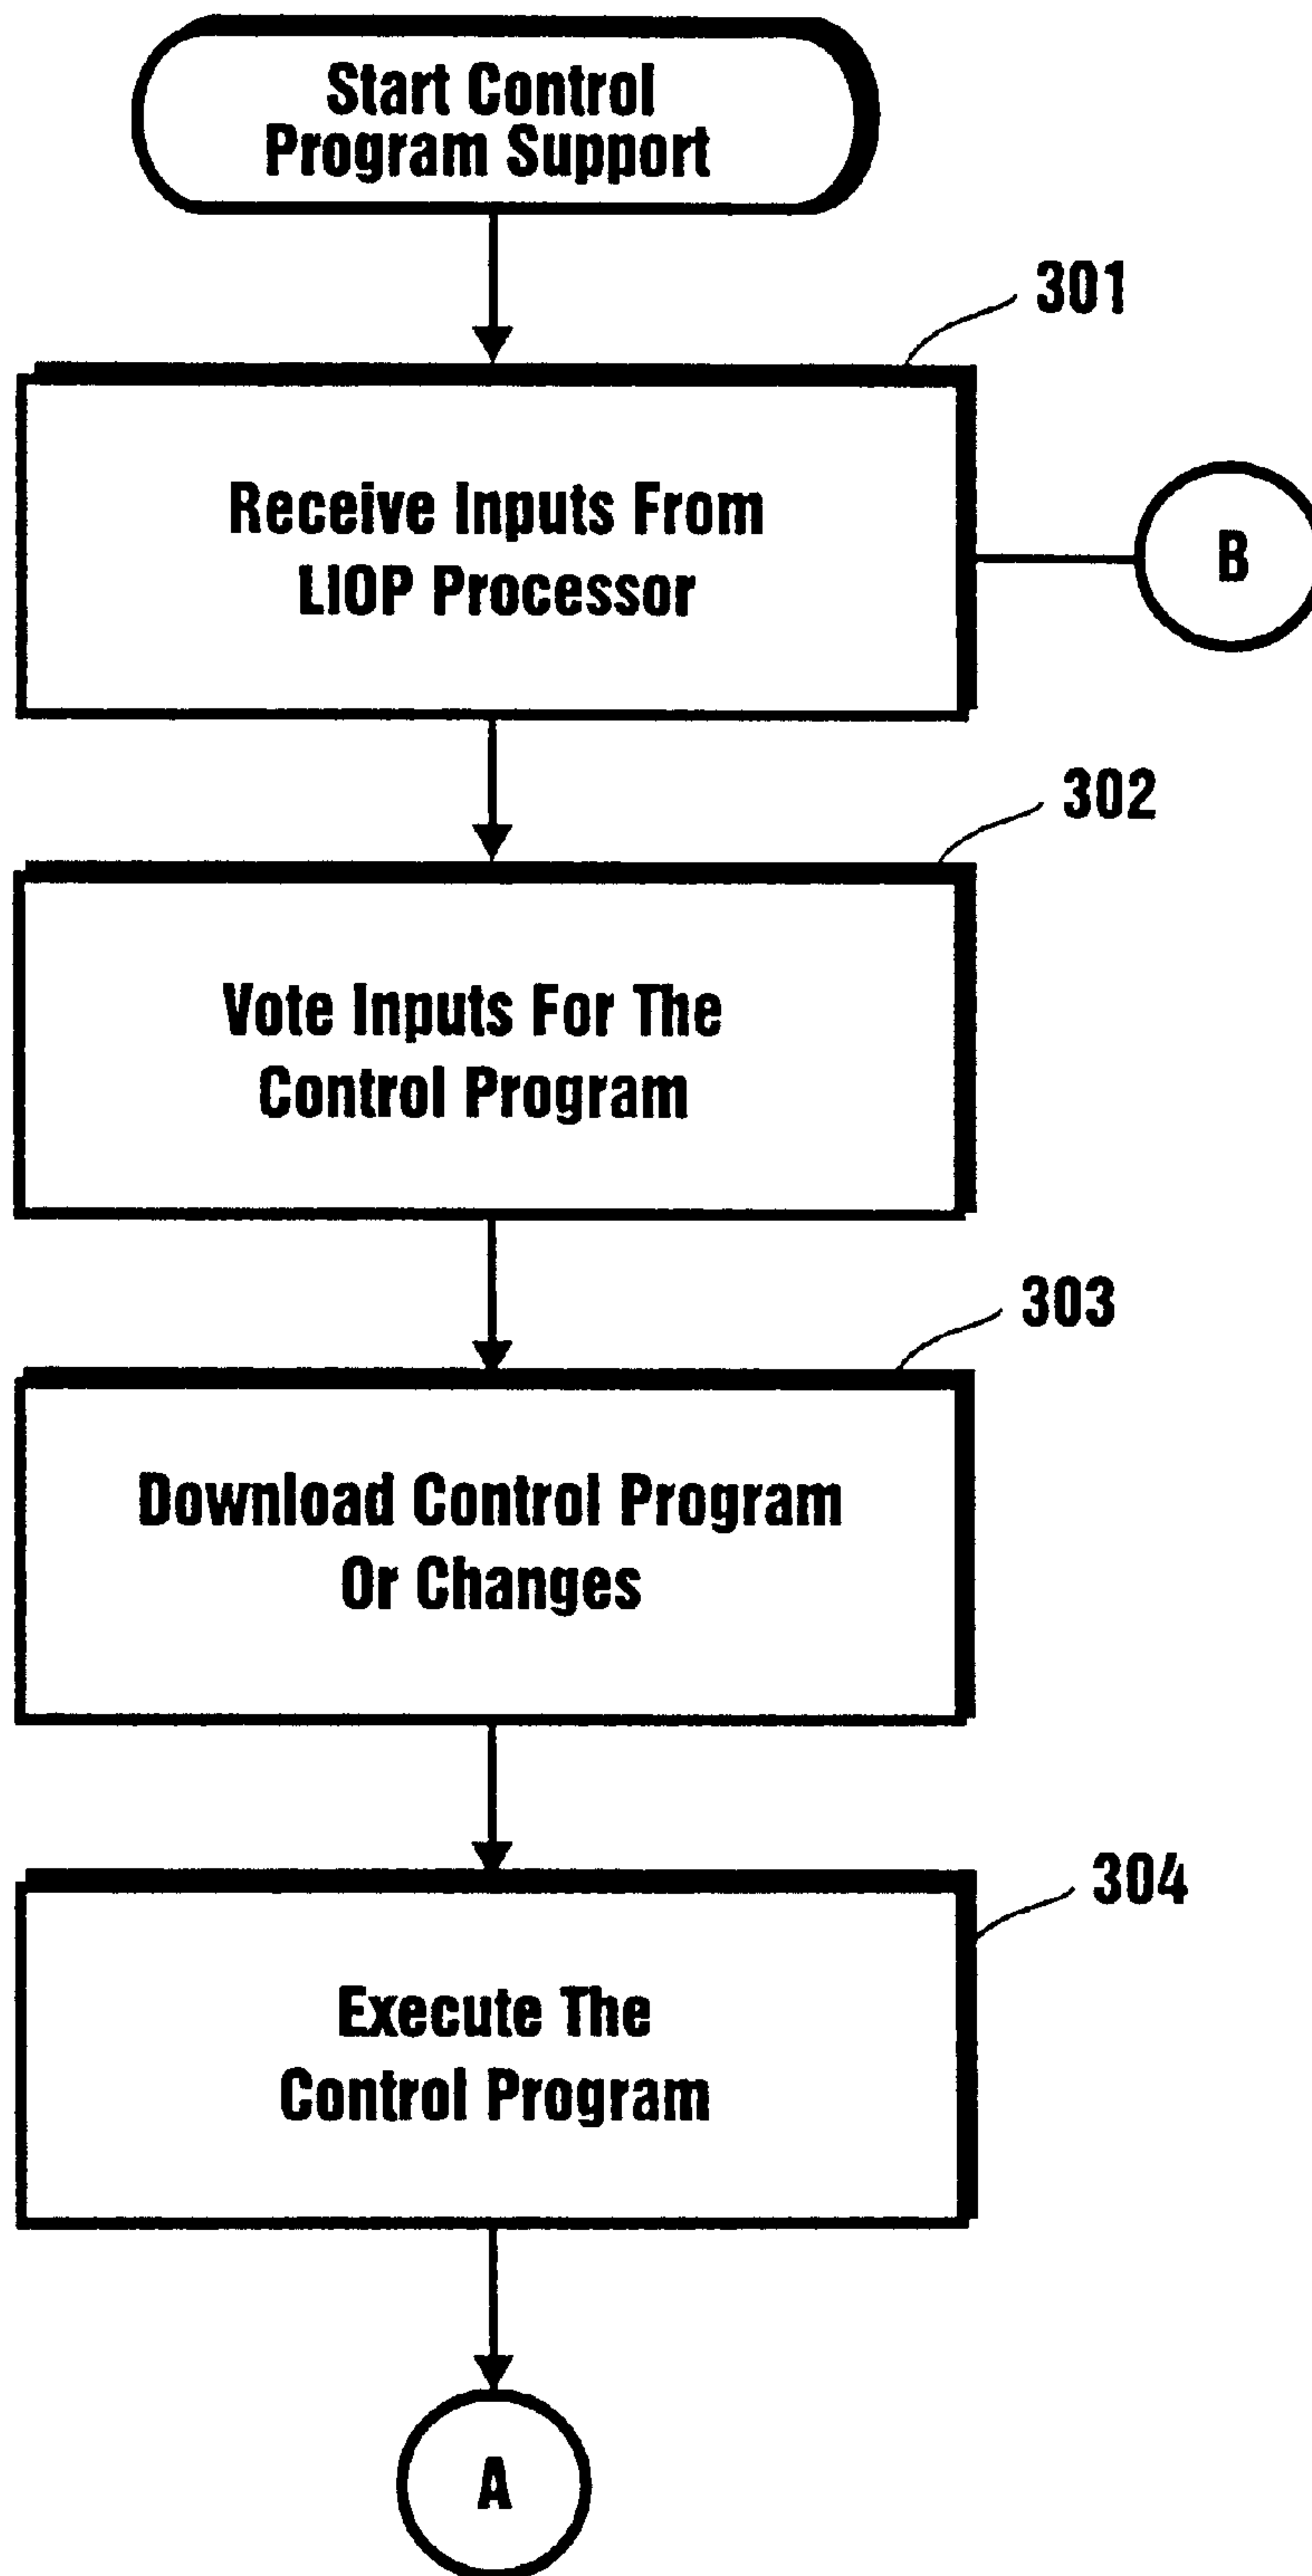 Start Control
Program Support
301
Receive Inputs From
LIOP Processor
B
302
Vote Inputs For The
Control Program
303
Download Control Program
Or Changes
304
Execute The
Control Program
A